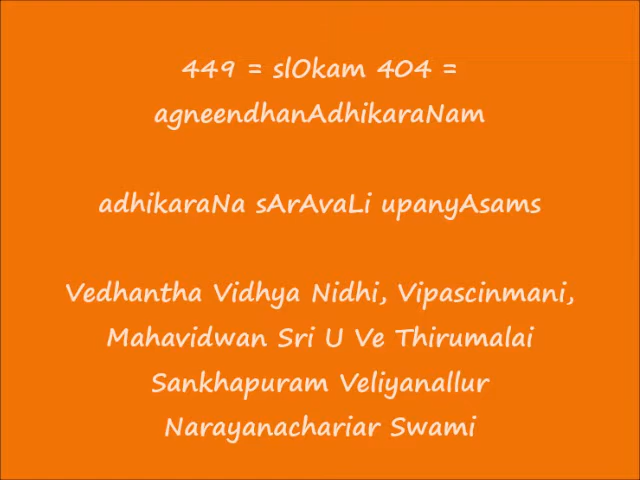 449 = slOkam 404 =
agneendhanAdhikaraNam
adhikaraNa sArAvaLi upanyAsams
Vedhantha Vidhya Nidhi, Vipascinmani,
Mahavidwan Sri U Ve Thirumalai
Sankhapuram Veliyanallur
Narayanachariar Swami